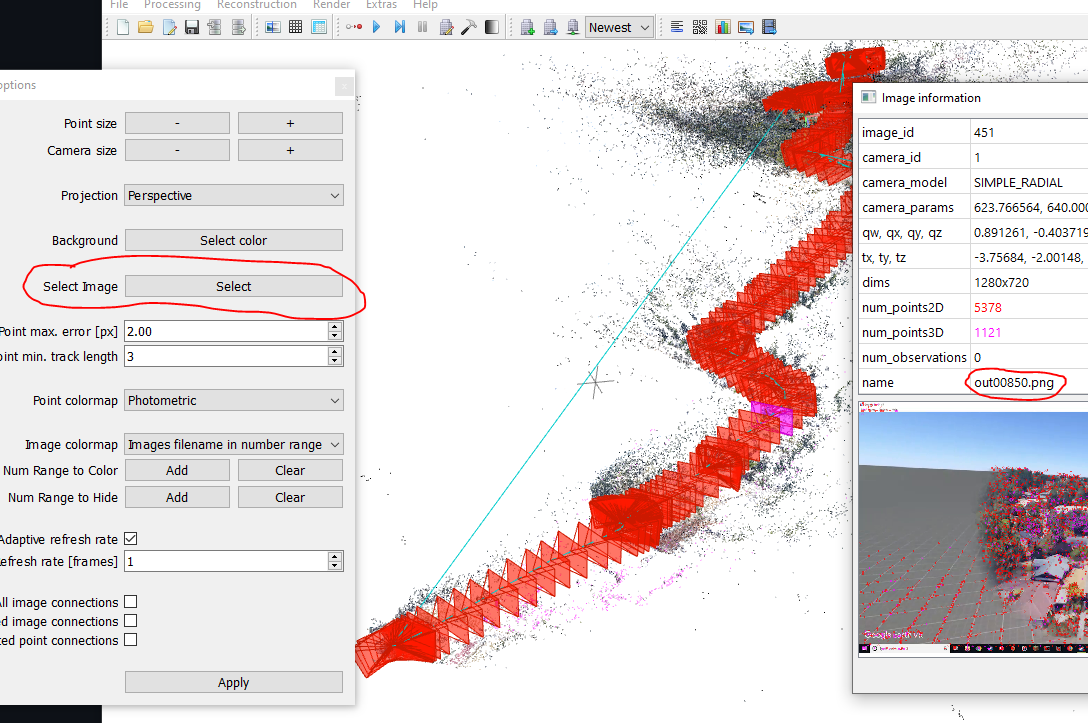 File Processing Reconstruction Render Extras Help
Newest
options
Point size - +
Camera size - +
Projection Perspective
Background Select color
Select Image Select
Point max. error [px] 2.00
oint min. track length 3
Point colormap Photometric
Image colormap Images filename in number range
Num Range to Color Add Clear
Num Range to Hide Add Clear
Adaptive refresh rate
Refresh rate [frames] 1
ll image connections
ed image connections
ted point connections
Apply
Image information
image_id 451
camera_id 1
camera_model SIMPLE_RADIAL
camera_params 623.766564, 640.000
qw, qx, qy, qz 0.891261, -0.403719
tx, ty, tz -3.75684, -2.00148,
dims 1280x720
num_points2D 5378
num_points3D 1121
num_observations 0
name out00850.png
Google Earth VR